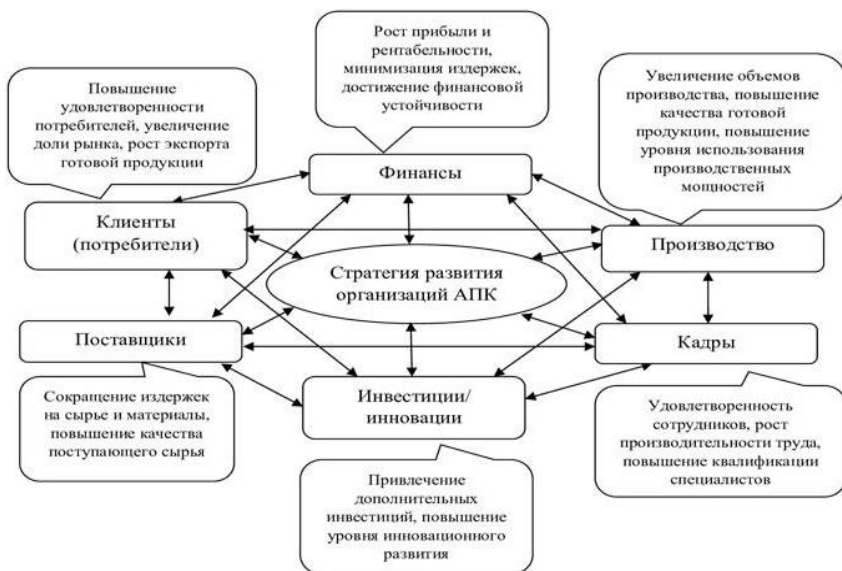 Рост прибыли и
рентабельности,
минимизация издержек,
достижение финансовой
устойчивости
Повышение
удовлетворенности
потребителей, увеличение
доли рынка, рост экспорта
готовой продукции
Увеличение объемов
производства, повышение
качества готовой
продукции, повышение
уровня использования
производственных
мощностей
Финансы
Клиенты
(потребители)
Производство
Стратегия развития
организаций АПК
Поставщики
Кадры
Инвестиции/
инновации
Сокращение издержек
на сырье и материалы,
повышение качества
поступающего сырья
Удовлетворенность
сотрудников, рост
производительности труда,
повышение квалификации
специалистов
Привлечение
дополнительных
инвестиций, повышение
уровня инновационного
развития